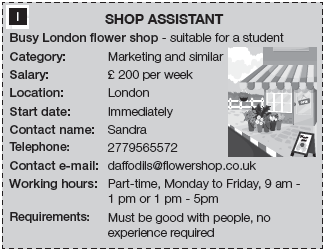 I
SHOP ASSISTANT
Busy London flower shop - suitable for a student
Category: Marketing and similar
Salary: £ 200 per week
Location: London
Start date: Immediately
Contact name: Sandra
Telephone: 2779565572
Contact e-mail: daffodils@flowershop.co.uk
Working hours: Part-time, Monday to Friday, 9 am -
1 pm or 1 pm - 5pm
Requirements: Must be good with people, no
experience required